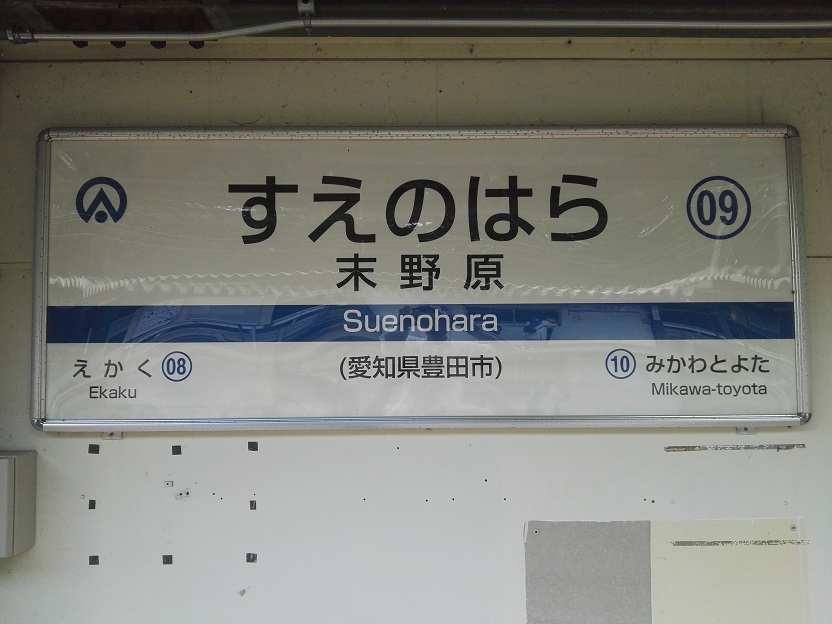 すえのはら
09
末野原
Suenohara
えかく 08
Ekaku
(愛知県豊田市)
10 みかわとよた
Mikawa-toyota